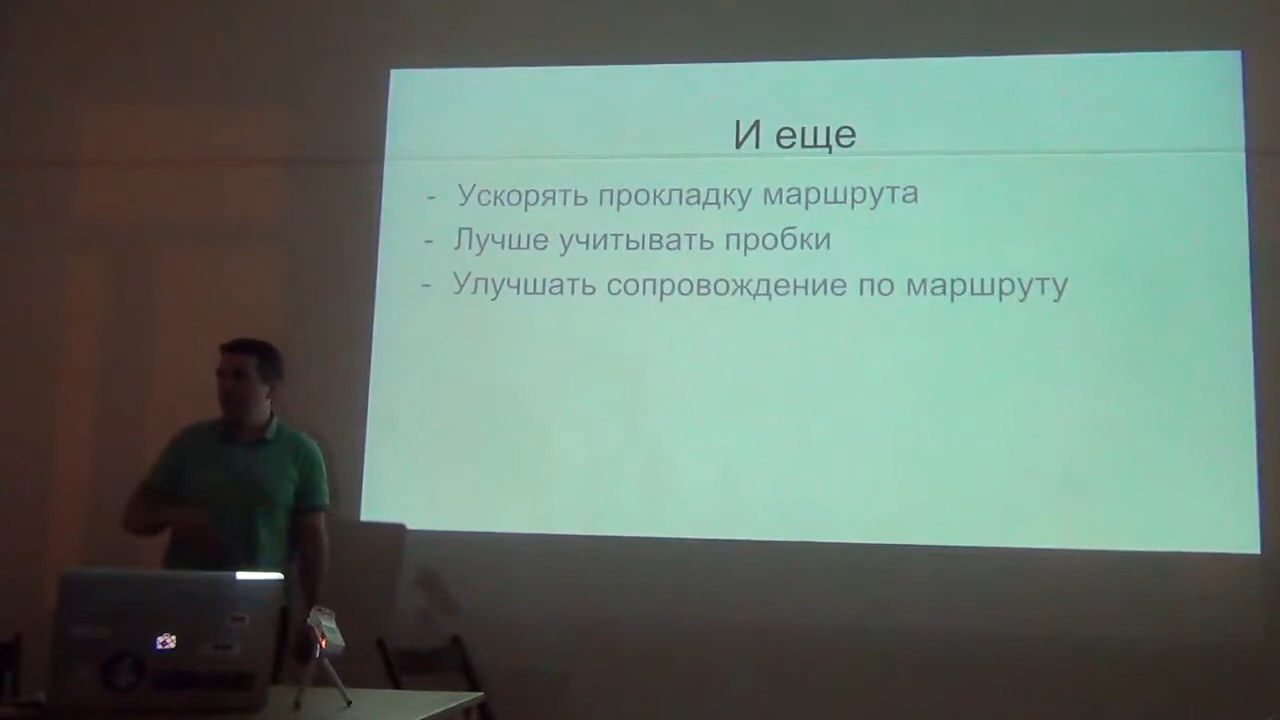 И еще
- Ускорять прокладку маршрута
- Лучше учитывать пробки
- Улучшать сопровождение по маршруту